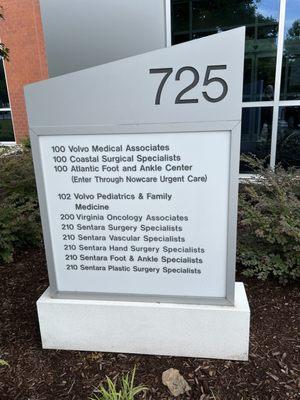 725
100 Volvo Medical Associates
100 Coastal Surgical Specialists
100 Atlantic Foot and Ankle Center
(Enter Through Nowcare Urgent Care)
102 Volvo Pediatrics & Family
Medicine
200 Virginia Oncology Associates
210 Sentara Surgery Specialists
210 Sentara Vascular Specialists
210 Sentara Hand Surgery Specialists
210 Sentara Foot & Ankle Specialists
210 Sentara Plastic Surgery Specialists